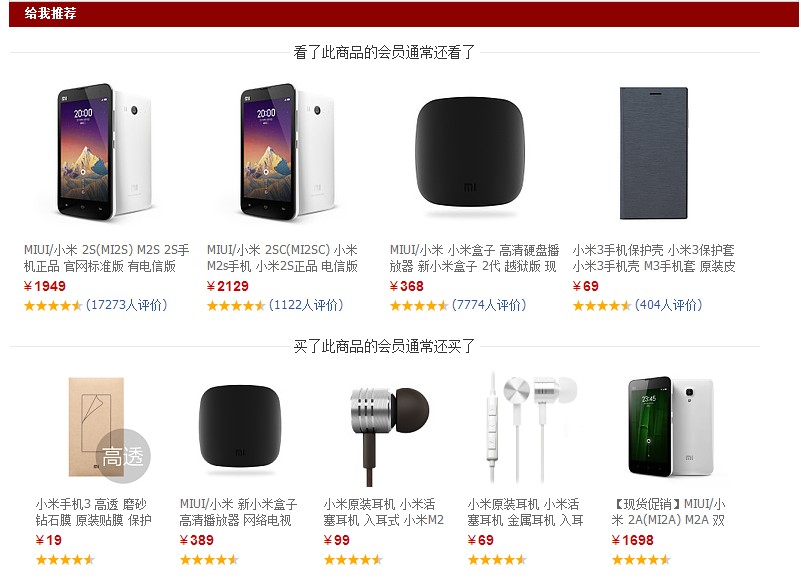 给我推荐
看了此商品的会员通常还看了
20:00
20:00
MIUI/小米 2S(MI2S) M2S 2S手
机正品 官网标准版 有电信版
¥1949
(17273人评价)
MIUI/小米 2SC(MI2SC) 小米
M2s手机 小米2S正品 电信版
¥2129
(1122人评价)
MIUI/小米 小米盒子 高清硬盘播
放器 新小米盒子 2代 越狱版 现
¥368
(7774人评价)
小米3手机保护壳 小米3保护套
小米3手机壳 M3手机套 原装皮
¥69
(404人评价)
买了此商品的会员通常还买了
高透
23:45
小米手机3 高透 磨砂
钻石膜 原装贴膜 保护
¥19
MIUI/小米 新小米盒子
高清播放器 网络电视
¥389
小米原装耳机 小米活
塞耳机 入耳式 小米M2
¥99
小米原装耳机 小米活
塞耳机 金属耳机 入耳
¥69
【现货促销】MIUI/小
米 2A(MI2A) M2A 双
¥1698